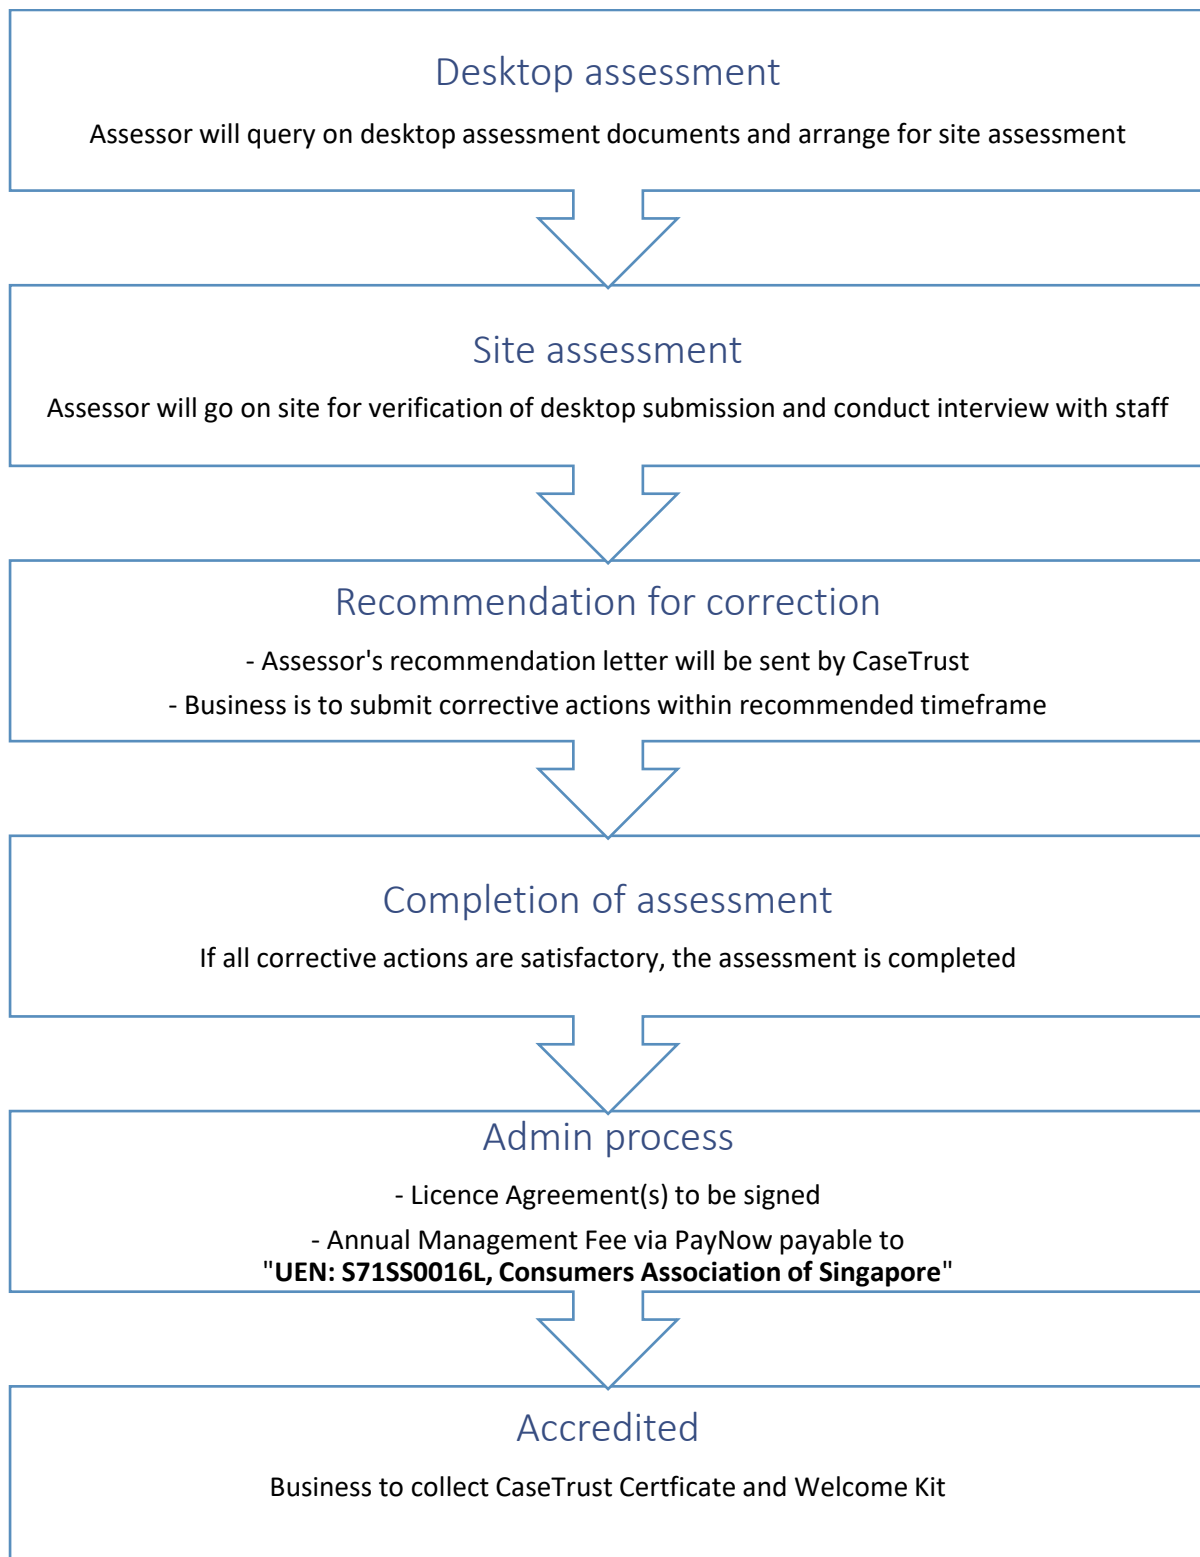 Desktop assessment
Assessor will query on desktop assessment documents and arrange for site assessment
Site assessment
Assessor will go on site for verification of desktop submission and conduct interview with staff
Recommendation for correction
- Assessor's recommendation letter will be sent by CaseTrust
- Business is to submit corrective actions within recommended timeframe
Completion of assessment
If all corrective actions are satisfactory, the assessment is completed
Admin process
- Licence Agreement(s) to be signed
- Annual Management Fee via PayNow payable to
"UEN: S71SS0016L, Consumers Association of Singapore"
Accredited
Business to collect CaseTrust Certficate and Welcome Kit